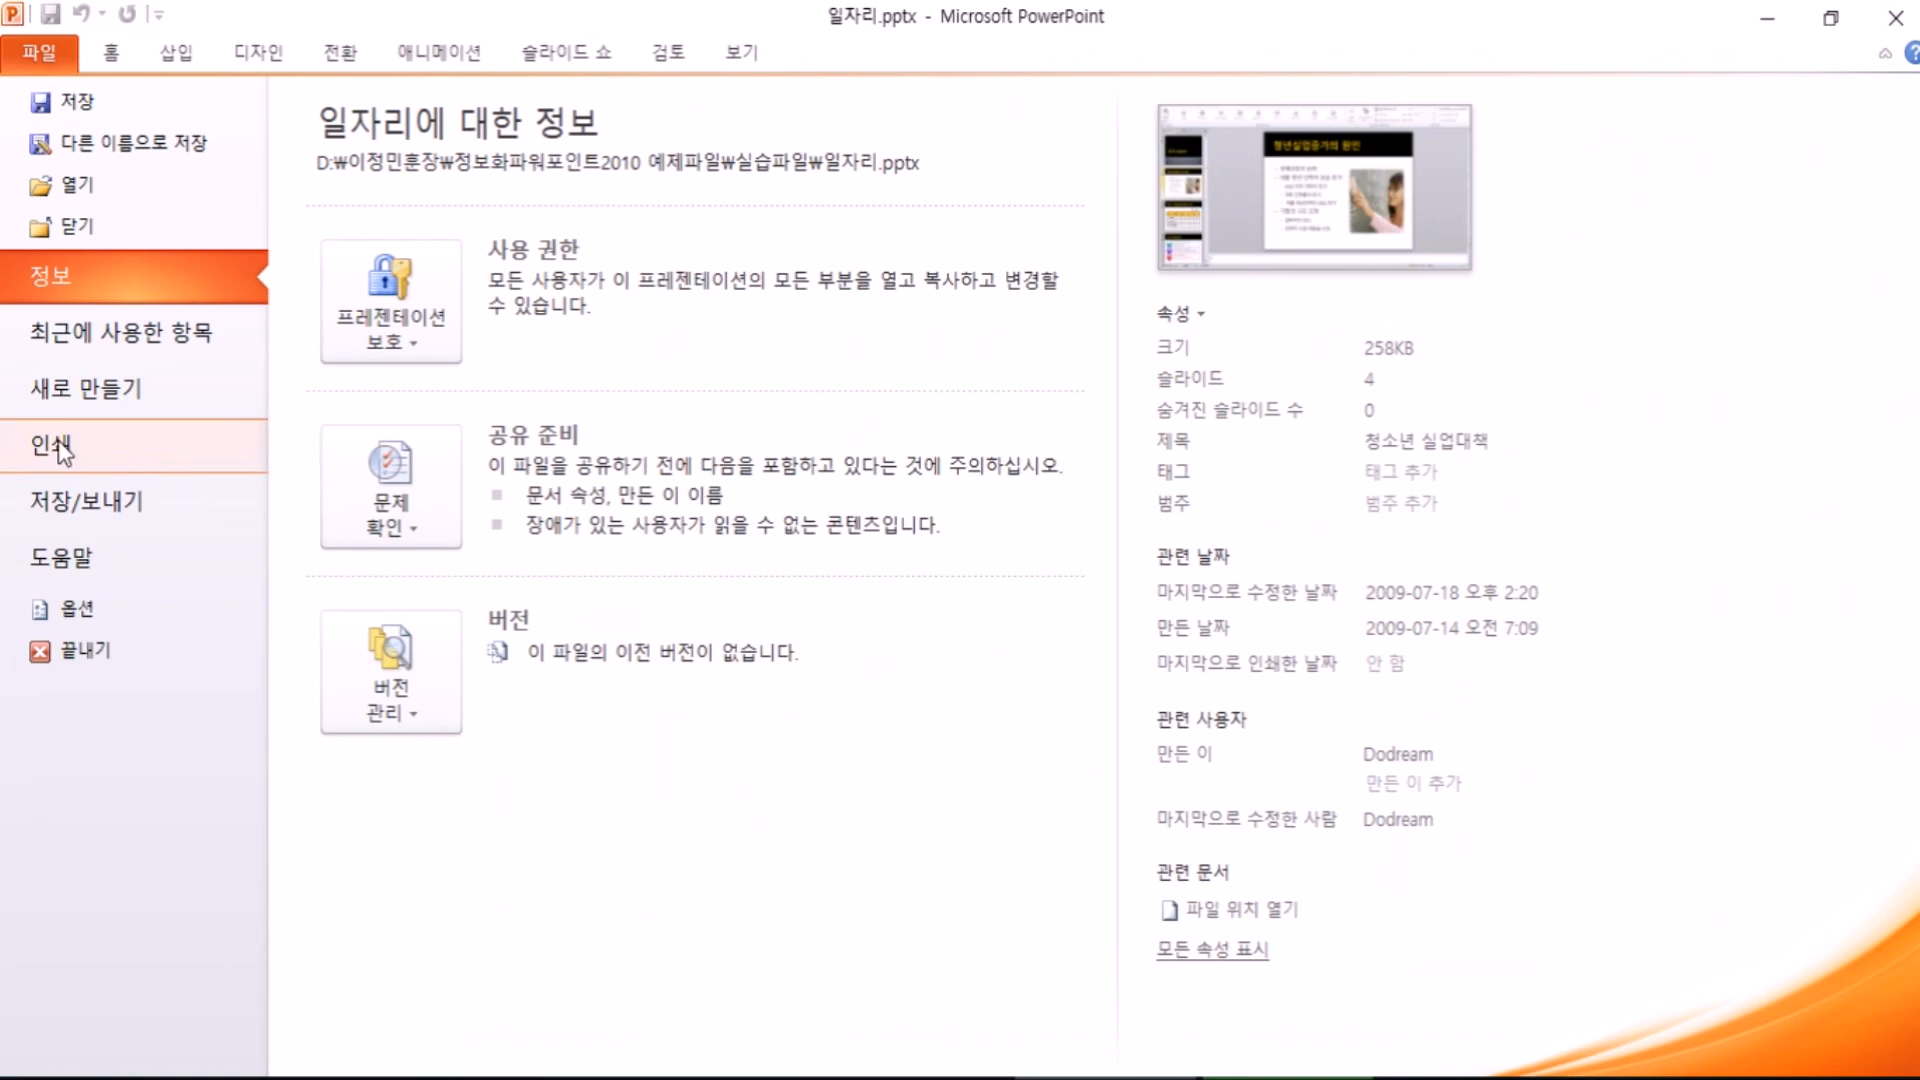 일자리.pptx - Microsoft PowerPoint
파일 홈 삽입 디자인 전환 애니메이션 슬라이드 쇼 검토 보기
저장
다른 이름으로 저장
열기
닫기
정보
최근에 사용한 항목
새로 만들기
인쇄
저장/보내기
도움말
옵션
끝내기
일자리에 대한 정보
D:₩이정민훈장₩정보화파워포인트2010 예제파일₩실습파일₩일자리.pptx
프레젠테이션
보호
사용 권한
모든 사용자가 이 프레젠테이션의 모든 부분을 열고 복사하고 변경할
수 있습니다.
문제
확인
공유 준비
이 파일을 공유하기 전에 다음을 포함하고 있다는 것에 주의하십시오.
문서 속성, 만든 이 이름
장애가 있는 사용자가 읽을 수 없는 콘텐츠입니다.
버전
관리
버전
이 파일의 이전 버전이 없습니다.
청년실업증가의 원인
속성
크기 258KB
슬라이드 4
숨겨진 슬라이드 수 0
제목 청소년 실업대책
태그 태그 추가
범주 범주 추가
관련 날짜
마지막으로 수정한 날짜 2009-07-18 오후 2:20
만든 날짜 2009-07-14 오전 7:09
마지막으로 인쇄한 날짜 안 함
관련 사용자
만든 이 Dodream
만든 이 추가
마지막으로 수정한 사람 Dodream
관련 문서
파일 위치 열기
모든 속성 표시